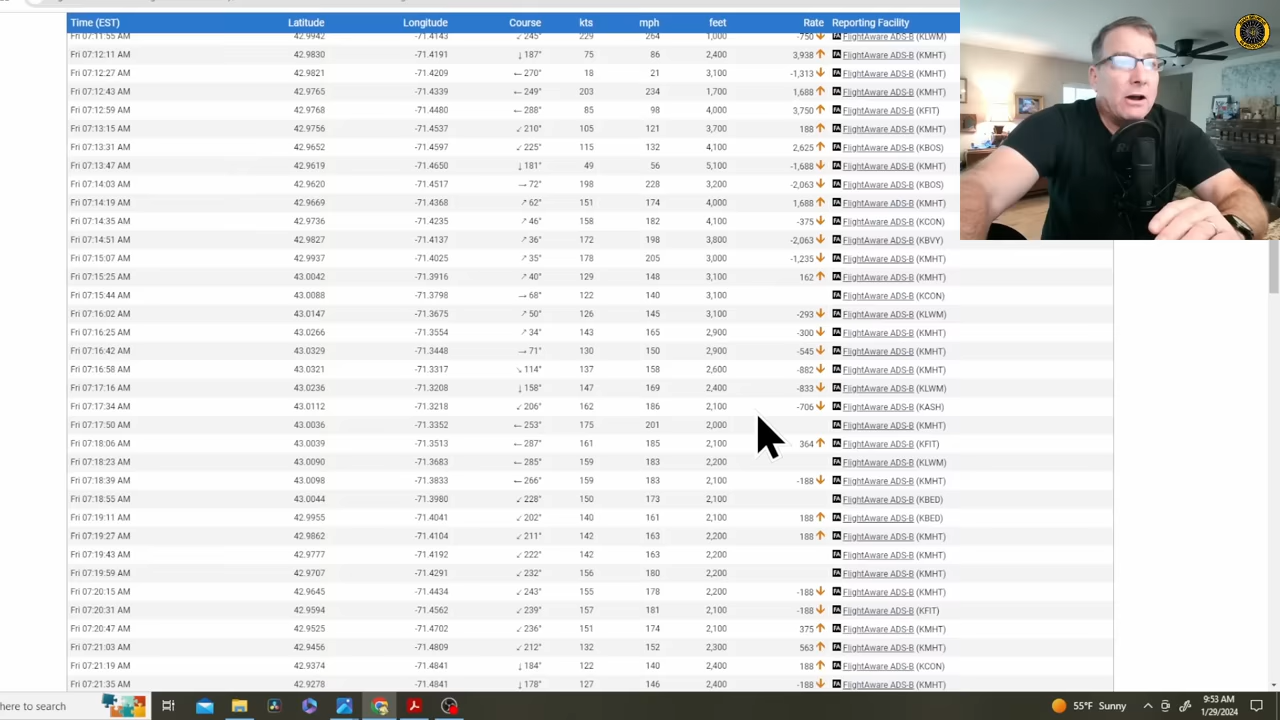 Time (EST) Latitude Longitude Course kts mph feet Rate Reporting Facility
Fri 07:11:55 AM 42.9942 -71.4143 ↙ 245° 229 264 1,000 -750 ↓ FlightAware ADS-B (KLWM)
Fri 07:12:11 AM 42.9830 -71.4191 ↓ 187° 75 86 2,400 3,938 ↑ FlightAware ADS-B (KMHT)
Fri 07:12:27 AM 42.9821 -71.4209 ← 270° 18 21 3,100 -1,313 ↓ FlightAware ADS-B (KMHT)
Fri 07:12:43 AM 42.9765 -71.4339 ← 249° 203 234 1,700 1,688 ↑ FlightAware ADS-B (KMHT)
Fri 07:12:59 AM 42.9768 -71.4480 ← 288° 85 98 4,000 3,750 ↑ FlightAware ADS-B (KFIT)
Fri 07:13:15 AM 42.9756 -71.4537 ↙ 210° 105 121 3,700 188 ↑ FlightAware ADS-B (KMHT)
Fri 07:13:31 AM 42.9652 -71.4597 ↙ 225° 115 132 4,100 2,625 ↑ FlightAware ADS-B (KBOS)
Fri 07:13:47 AM 42.9619 -71.4650 ↓ 181° 49 56 5,100 -1,688 ↓ FlightAware ADS-B (KMHT)
Fri 07:14:03 AM 42.9620 -71.4517 → 72° 198 228 3,200 -2,063 ↓ FlightAware ADS-B (KBOS)
Fri 07:14:19 AM 42.9669 -71.4368 ↗ 62° 151 174 4,000 1,688 ↑ FlightAware ADS-B (KMHT)
Fri 07:14:35 AM 42.9736 -71.4235 ↗ 46° 158 182 4,100 -375 ↓ FlightAware ADS-B (KCON)
Fri 07:14:51 AM 42.9827 -71.4137 ↗ 36° 172 198 3,800 -2,063 ↓ FlightAware ADS-B (KBVY)
Fri 07:15:07 AM 42.9937 -71.4025 ↗ 35° 178 205 3,000 -1,235 ↓ FlightAware ADS-B (KMHT)
Fri 07:15:25 AM 43.0042 -71.3916 ↗ 40° 129 148 3,100 162 ↑ FlightAware ADS-B (KMHT)
Fri 07:15:44 AM 43.0088 -71.3798 → 68° 122 140 3,100 FlightAware ADS-B (KCON)
Fri 07:16:02 AM 43.0147 -71.3675 ↗ 50° 126 145 3,100 -293 ↓ FlightAware ADS-B (KLWM)
Fri 07:16:25 AM 43.0266 -71.3554 ↗ 34° 143 165 2,900 -300 ↓ FlightAware ADS-B (KMHT)
Fri 07:16:42 AM 43.0329 -71.3448 → 71° 130 150 2,900 -545 ↓ FlightAware ADS-B (KMHT)
Fri 07:16:58 AM 43.0321 -71.3317 ↘ 114° 137 158 2,600 -882 ↓ FlightAware ADS-B (KMHT)
Fri 07:17:16 AM 43.0236 -71.3208 ↓ 158° 147 169 2,400 -833 ↓ FlightAware ADS-B (KLWM)
Fri 07:17:34 AM 43.0112 -71.3218 ↙ 206° 162 186 2,100 -706 ↓ FlightAware ADS-B (KASH)
Fri 07:17:50 AM 43.0036 -71.3352 ← 253° 175 201 2,000 FlightAware ADS-B (KMHT)
Fri 07:18:06 AM 43.0039 -71.3513 ← 287° 161 185 2,100 364 ↑ FlightAware ADS-B (KFIT)
Fri 07:18:23 AM 43.0090 -71.3683 ← 285° 159 183 2,200 FlightAware ADS-B (KLWM)
Fri 07:18:39 AM 43.0098 -71.3833 ← 266° 159 183 2,100 -188 ↓ FlightAware ADS-B (KMHT)
Fri 07:18:55 AM 43.0044 -71.3980 ↙ 228° 150 173 2,100 FlightAware ADS-B (KBED)
Fri 07:19:11 AM 42.9955 -71.4041 ↙ 202° 140 161 2,100 188 ↑ FlightAware ADS-B (KBED)
Fri 07:19:27 AM 42.9862 -71.4104 ↙ 211° 142 163 2,200 188 ↑ FlightAware ADS-B (KMHT)
Fri 07:19:43 AM 42.9777 -71.4192 ↙ 222° 142 163 2,200 FlightAware ADS-B (KMHT)
Fri 07:19:59 AM 42.9707 -71.4291 ↙ 232° 156 180 2,200 FlightAware ADS-B (KMHT)
Fri 07:20:15 AM 42.9645 -71.4434 ↙ 243° 155 178 2,200 -188 ↓ FlightAware ADS-B (KMHT)
Fri 07:20:31 AM 42.9594 -71.4562 ↙ 239° 157 181 2,100 -188 ↓ FlightAware ADS-B (KFIT)
Fri 07:20:47 AM 42.9525 -71.4702 ↙ 236° 151 174 2,100 375 ↑ FlightAware ADS-B (KMHT)
Fri 07:21:03 AM 42.9456 -71.4809 ↙ 212° 132 152 2,300 563 ↑ FlightAware ADS-B (KMHT)
Fri 07:21:19 AM 42.9374 -71.4841 ↓ 184° 122 140 2,400 188 ↑ FlightAware ADS-B (KCON)
Fri 07:21:35 AM 42.9278 -71.4841 ↓ 178° 127 146 2,400 -188 ↓ FlightAware ADS-B (KMHT)
here to search 55°F Sunny 9:53 AM
1/29/2024